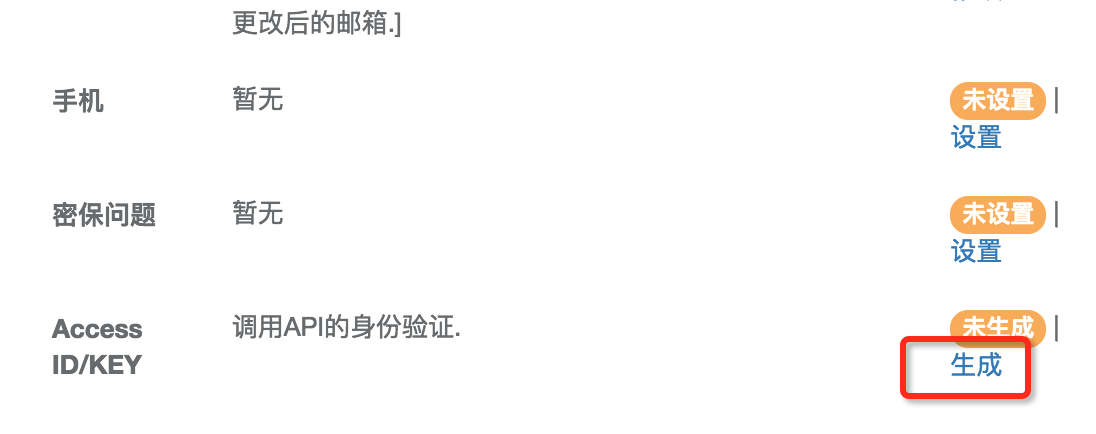 更改后的邮箱.]
手机 暂无 未设置 |
设置
密保问题 暂无 未设置 |
设置
Access 调用API的身份验证. 未生成 |
ID/KEY 生成